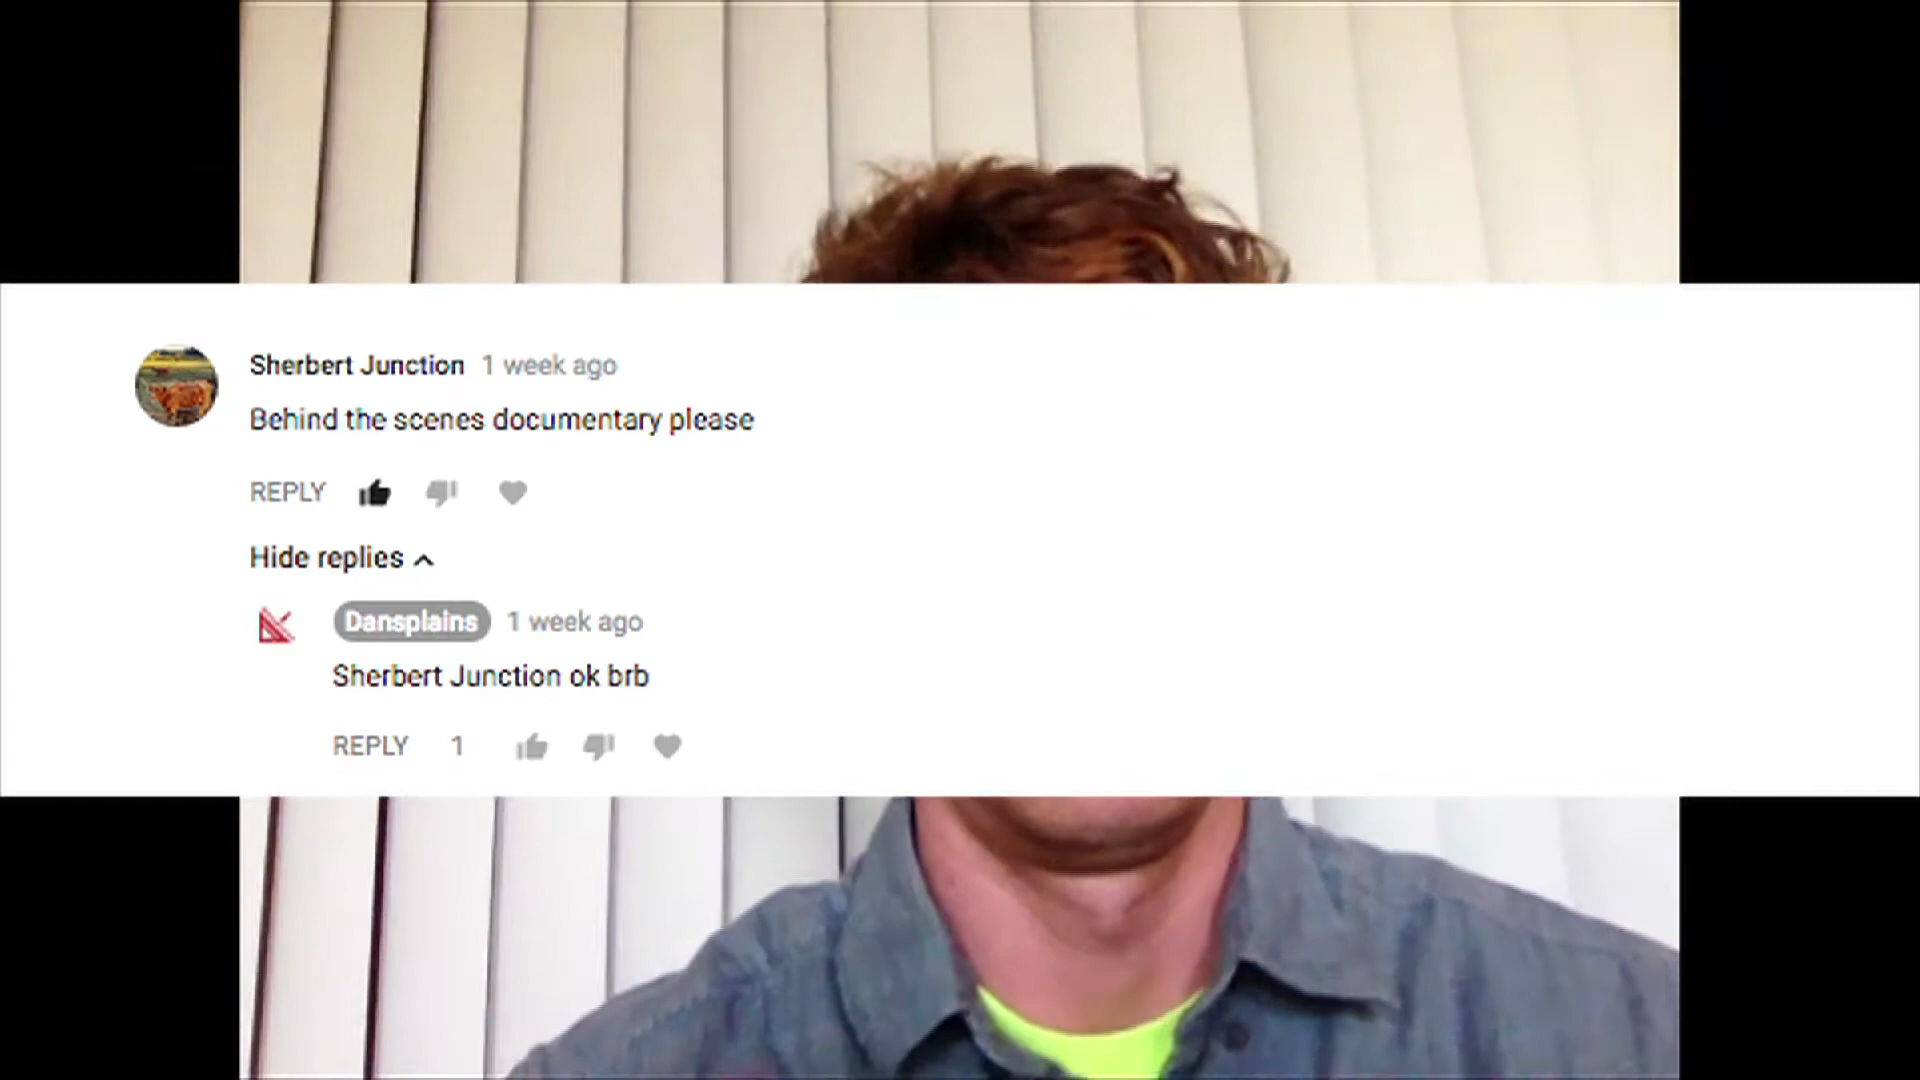 Sherbert Junction 1 week ago
Behind the scenes documentary please
REPLY
Hide replies
Dansplains 1 week ago
Sherbert Junction ok brb
REPLY 1